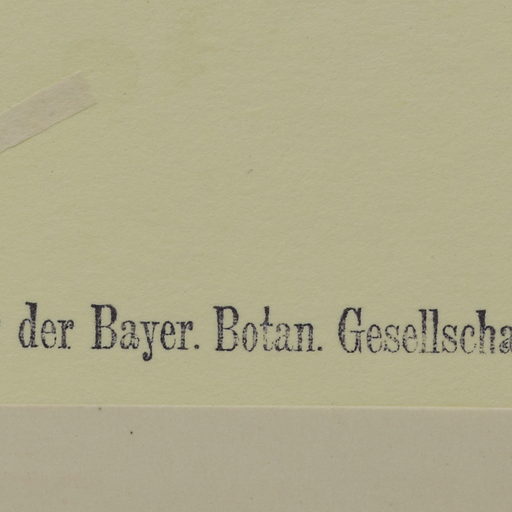 der Bayer. Botan. Gesellscha